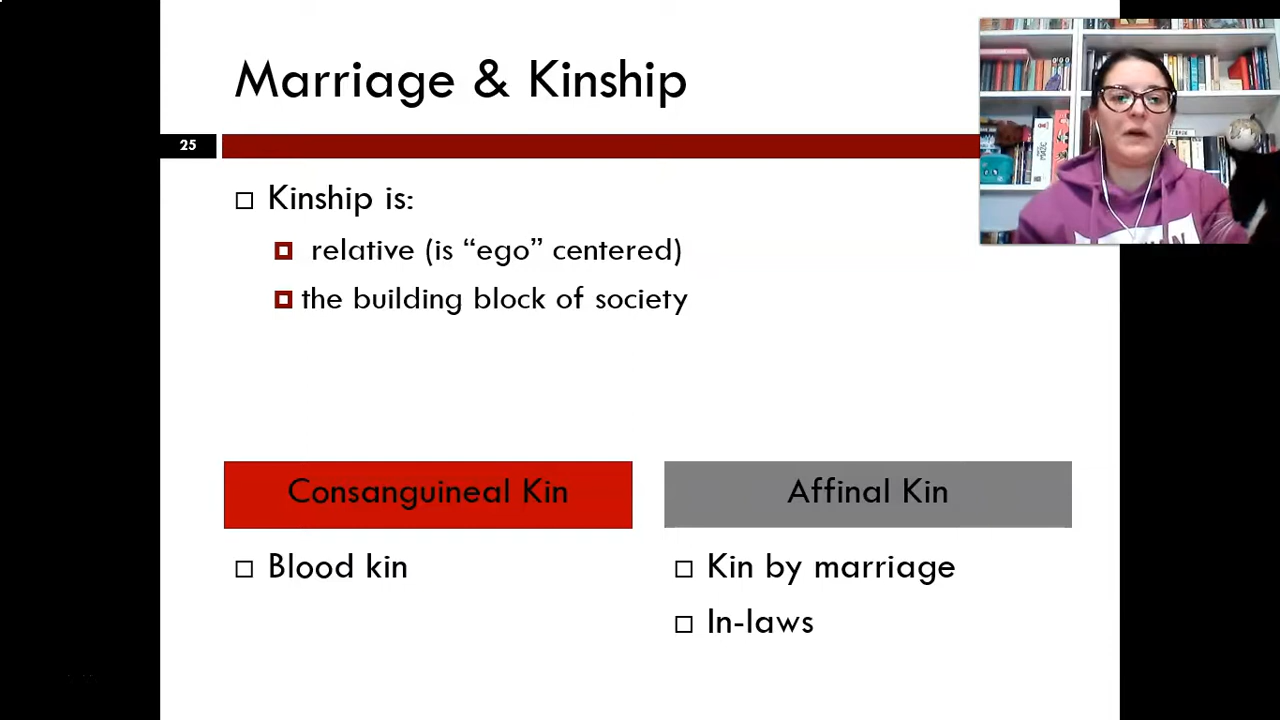 Marriage & Kinship
25
Kinship is:
relative (is “ego” centered)
the building block of society
Consanguineal Kin
Affinal Kin
Blood kin
Kin by marriage
In-laws